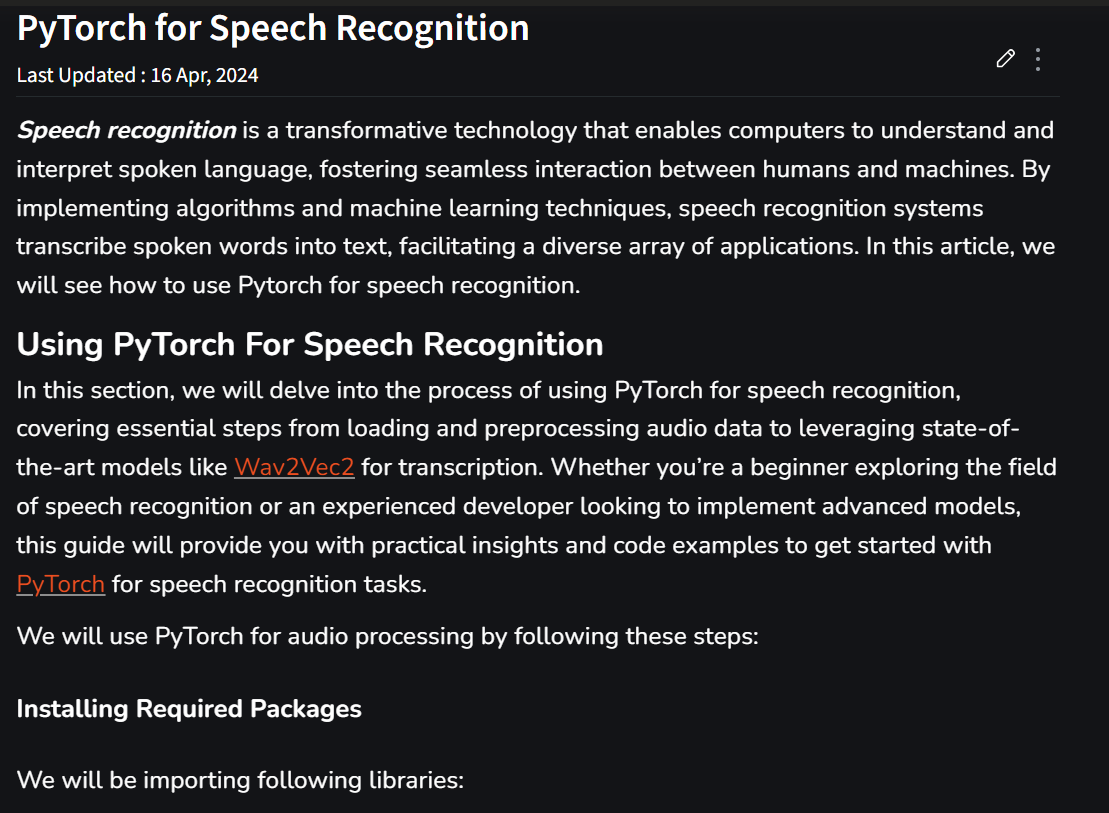 PyTorch for Speech Recognition
Last Updated : 16 Apr, 2024
Speech recognition is a transformative technology that enables computers to understand and
interpret spoken language, fostering seamless interaction between humans and machines. By
implementing algorithms and machine learning techniques, speech recognition systems
transcribe spoken words into text, facilitating a diverse array of applications. In this article, we
will see how to use Pytorch for speech recognition.
Using PyTorch For Speech Recognition
In this section, we will delve into the process of using PyTorch for speech recognition,
covering essential steps from loading and preprocessing audio data to leveraging state-of-
the-art models like Wav2Vec2 for transcription. Whether you’re a beginner exploring the field
of speech recognition or an experienced developer looking to implement advanced models,
this guide will provide you with practical insights and code examples to get started with
PyTorch for speech recognition tasks.
We will use PyTorch for audio processing by following these steps:
Installing Required Packages
We will be importing following libraries: